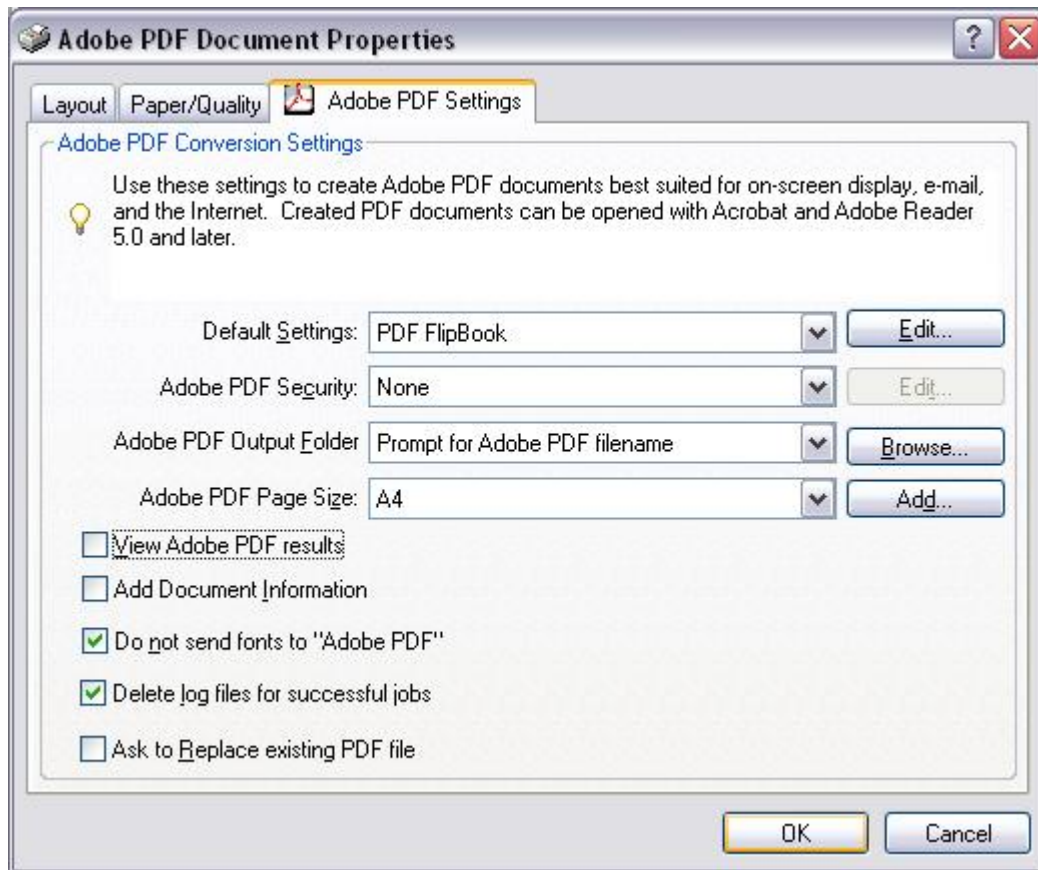 Adobe PDF Document Properties
Layout
Paper/Quality
Adobe PDF Settings
Adobe PDF Conversion Settings
Use these settings to create Adobe PDF documents best suited for on-screen display, e-mail,
and the Internet. Created PDF documents can be opened with Acrobat and Adobe Reader
5.0 and later.
Default Settings: PDF FlipBook Edit...
Adobe PDF Security: None Edit...
Adobe PDF Output Folder Prompt for Adobe PDF filename Browse...
Adobe PDF Page Size: A4 Add...
View Adobe PDF results
Add Document Information
Do not send fonts to "Adobe PDF"
Delete log files for successful jobs
Ask to Replace existing PDF file
OK Cancel